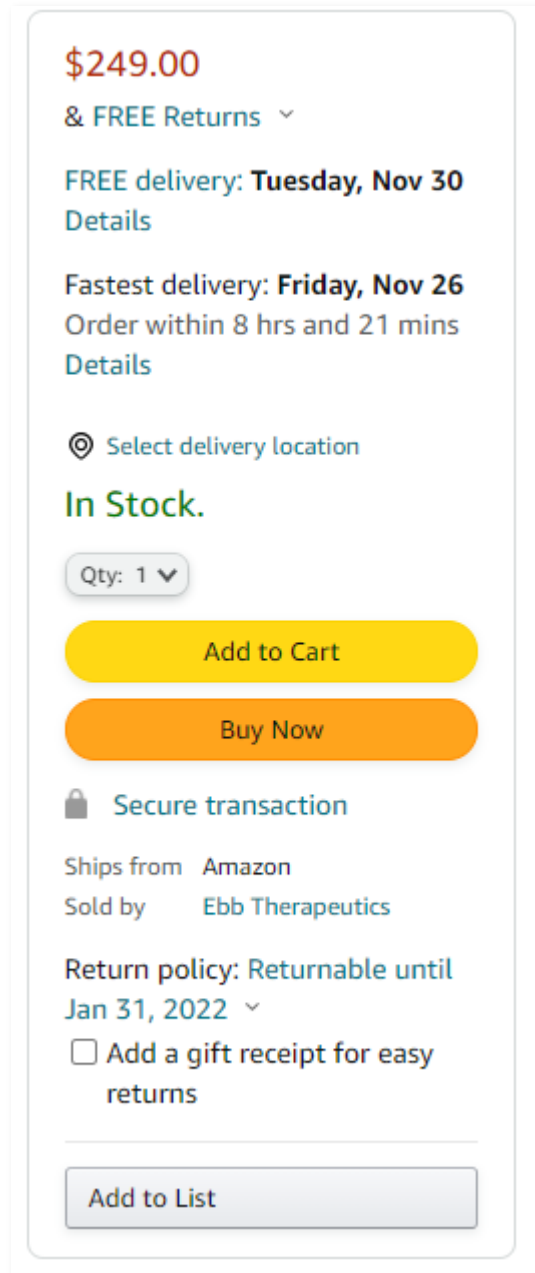 $249.00
& FREE Returns
FREE delivery: Tuesday, Nov 30
Details
Fastest delivery: Friday, Nov 26
Order within 8 hrs and 21 mins
Details
Select delivery location
In Stock.
Qty: 1
Add to Cart
Buy Now
Secure transaction
Ships from Amazon
Sold by Ebb Therapeutics
Return policy: Returnable until
Jan 31, 2022
Add a gift receipt for easy
returns
Add to List